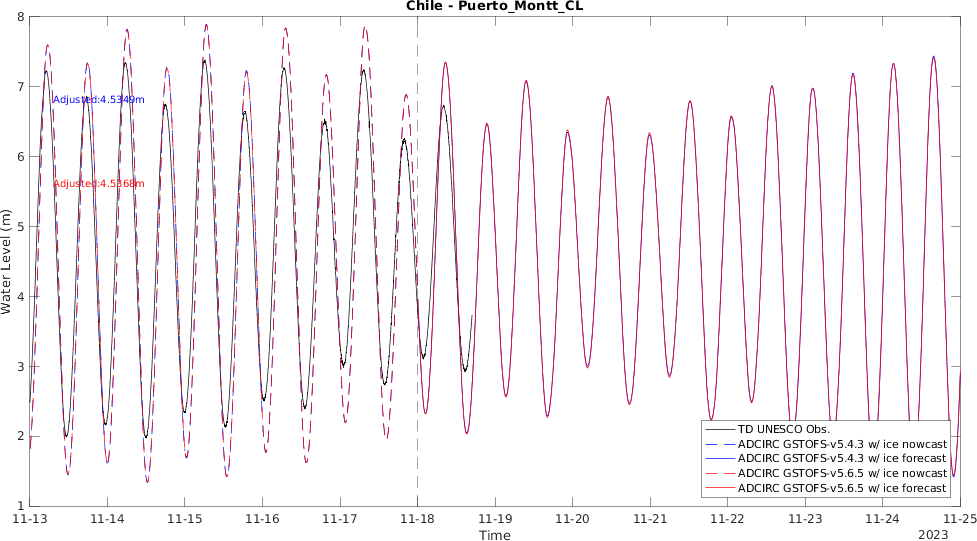 Chile - Puerto_Montt_CL
8
7
6
5
4
3
2
1
Water Level (m)
Adjusted:4.5349m
Adjusted:4.5368m
TD UNESCO Obs.
ADCIRC GSTOFS-v5.4.3 w/ ice nowcast
ADCIRC GSTOFS-v5.4.3 w/ ice forecast
ADCIRC GSTOFS-v5.6.5 w/ ice nowcast
ADCIRC GSTOFS-v5.6.5 w/ ice forecast
11-13 11-14 11-15 11-16 11-17 11-18 11-19 11-20 11-21 11-22 11-23 11-24 11-25
Time
2023